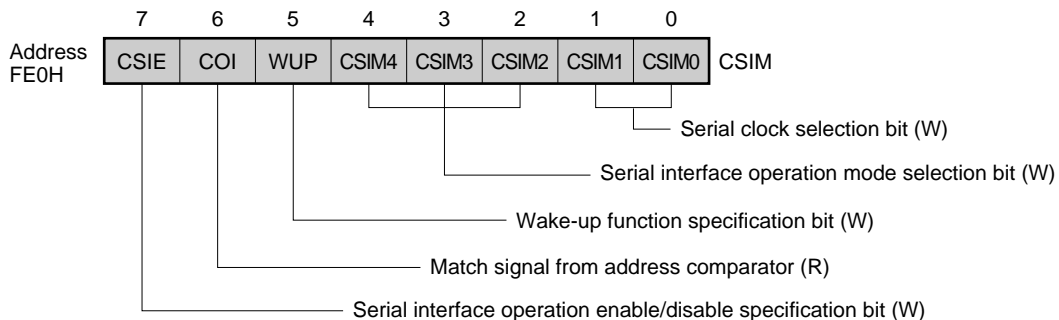 7 6 5 4 3 2 1 0
Address
FE0H
CSIE COI WUP CSIM4 CSIM3 CSIM2 CSIM1 CSIM0 CSIM
Serial clock selection bit (W)
Serial interface operation mode selection bit (W)
Wake-up function specification bit (W)
Match signal from address comparator (R)
Serial interface operation enable/disable specification bit (W)